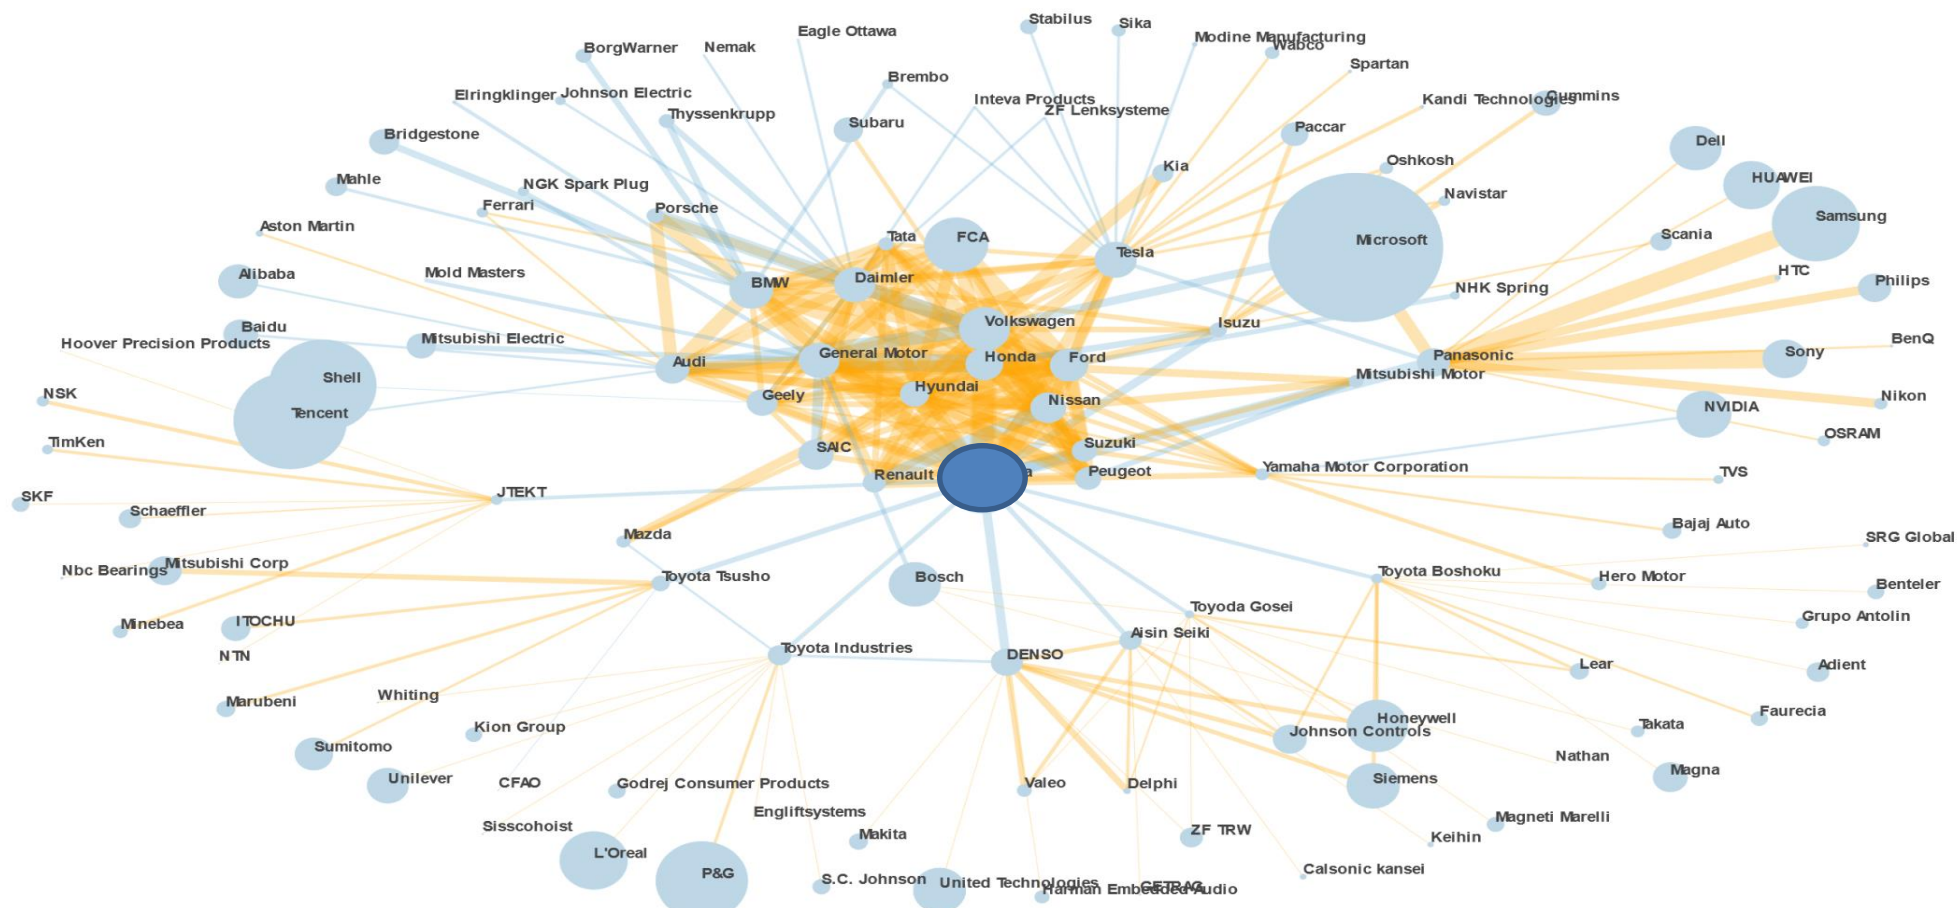 Stabilus
Sika
Eagle Ottawa
Modine Manufacturing
Wabco
BorgWarner
Nemak
Spartan
Brembo
Elringklinger
Johnson Electric
Inteva Products
Kandi Technologies
Cummins
ZF Lenksysteme
Thyssenkrupp
Subaru
Bridgestone
Paccar
Dell
Kia
Oshkosh
HUAWEI
Mahle
NGK Spark Plug
Navistar
Ferrari
Porsche
Samsung
Aston Martin
Tata
FCA
Microsoft
Scania
Tesla
Alibaba
Mold Masters
BMW
Daimler
HTC
Philips
NHK Spring
Baidu
Mitsubishi Electric
Volkswagen
Isuzu
Hoover Precision Products
BenQ
Audi
General Motor
Honda
Ford
Panasonic
Sony
Shell
Mitsubishi Motor
Hyundai
NSK
Geely
Nissan
Nikon
Tencent
NVIDIA
TimKen
SAIC
Suzuki
OSRAM
Renault
a
Peugeot
Yamaha Motor Corporation
TVS
SKF
JTEKT
Schaeffler
Mazda
Bajaj Auto
SRG Global
Nbc Bearings
Mitsubishi Corp
Toyota Tsusho
Bosch
Toyota Boshoku
Hero Motor
Benteler
Minebea
ITOCHU
Toyoda Gosei
Grupo Antolin
NTN
Toyota Industries
DENSO
Aisin Seiki
Lear
Adient
Marubeni
Whiting
Kion Group
Honeywell
Johnson Controls
Takata
Faurecia
Sumitomo
Unilever
CFAO
Godrej Consumer Products
Valeo
Delphi
Siemens
Nathan
Magna
Engliftsystems
Sisscohoist
Makita
ZF TRW
Keihin
Magneti Marelli
L'Oreal
P&G
S.C. Johnson
United Technologies
Harman Embedded Audio
GETRAG
Calsonic kansei